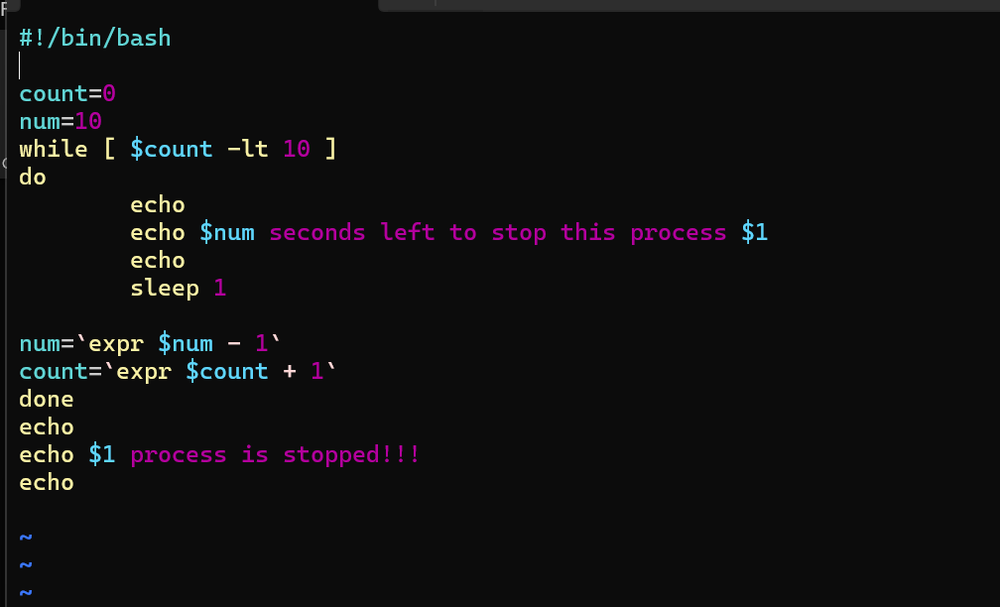 #!/bin/bash
count=0
num=10
while [ $count -lt 10 ]
do
echo
echo $num seconds left to stop this process $1
echo
sleep 1
num=`expr $num - 1`
count=`expr $count + 1`
done
echo
echo $1 process is stopped!!!
echo
~
~
~